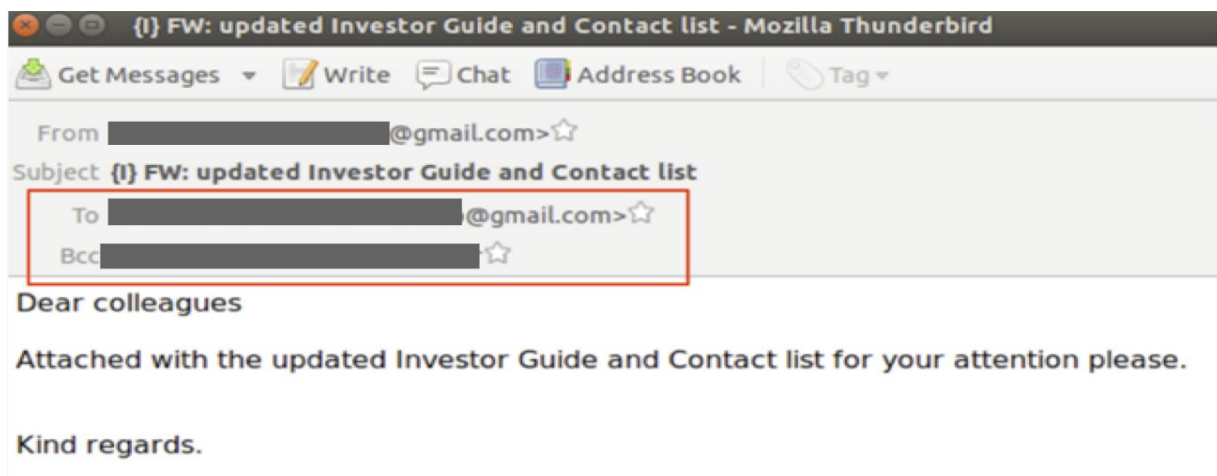 {I} FW: updated Investor Guide and Contact list - Mozilla Thunderbird
Get Messages Write Chat Address Book Tag
From @gmail.com>
Subject {I} FW: updated Investor Guide and Contact list
To @gmail.com>
Bcc
Dear colleagues
Attached with the updated Investor Guide and Contact list for your attention please.
Kind regards.